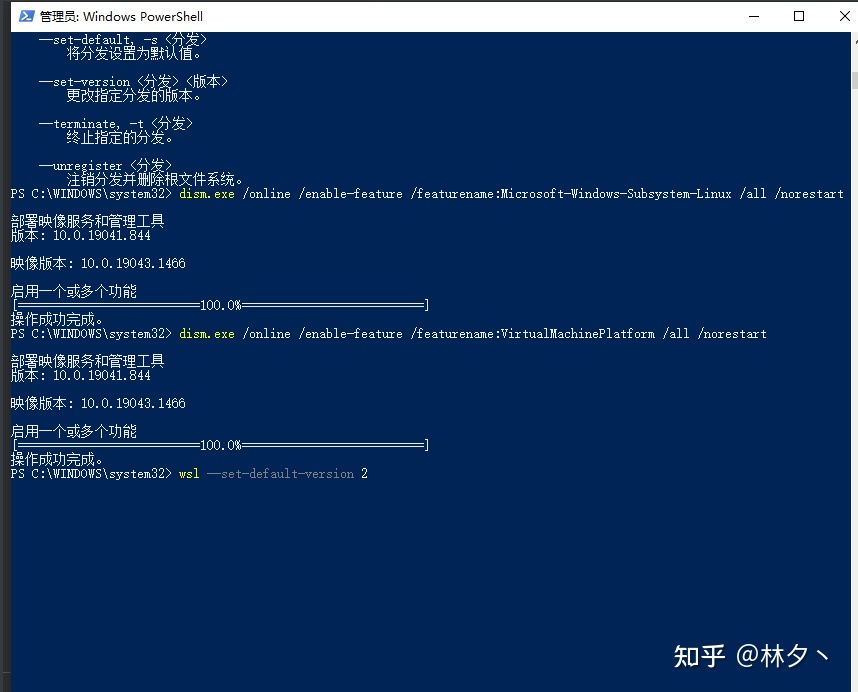 管理员: Windows PowerShell
--set-default, -s <分发>
将分发设置为默认值。
--set-version <分发> <版本>
更改指定分发的版本。
--terminate, -t <分发>
终止指定的分发。
--unregister <分发>
注销分发并删除根文件系统。
PS C:\WINDOWS\system32> dism.exe /online /enable-feature /featurename:Microsoft-Windows-Subsystem-Linux /all /norestart
部署映像服务和管理工具
版本: 10.0.19041.844
映像版本: 10.0.19043.1466
启用一个或多个功能
[==========================100.0%==========================]
操作成功完成。
PS C:\WINDOWS\system32> dism.exe /online /enable-feature /featurename:VirtualMachinePlatform /all /norestart
部署映像服务和管理工具
版本: 10.0.19041.844
映像版本: 10.0.19043.1466
启用一个或多个功能
[==========================100.0%==========================]
操作成功完成。
PS C:\WINDOWS\system32> wsl --set-default-version 2
知乎 @林夕丶